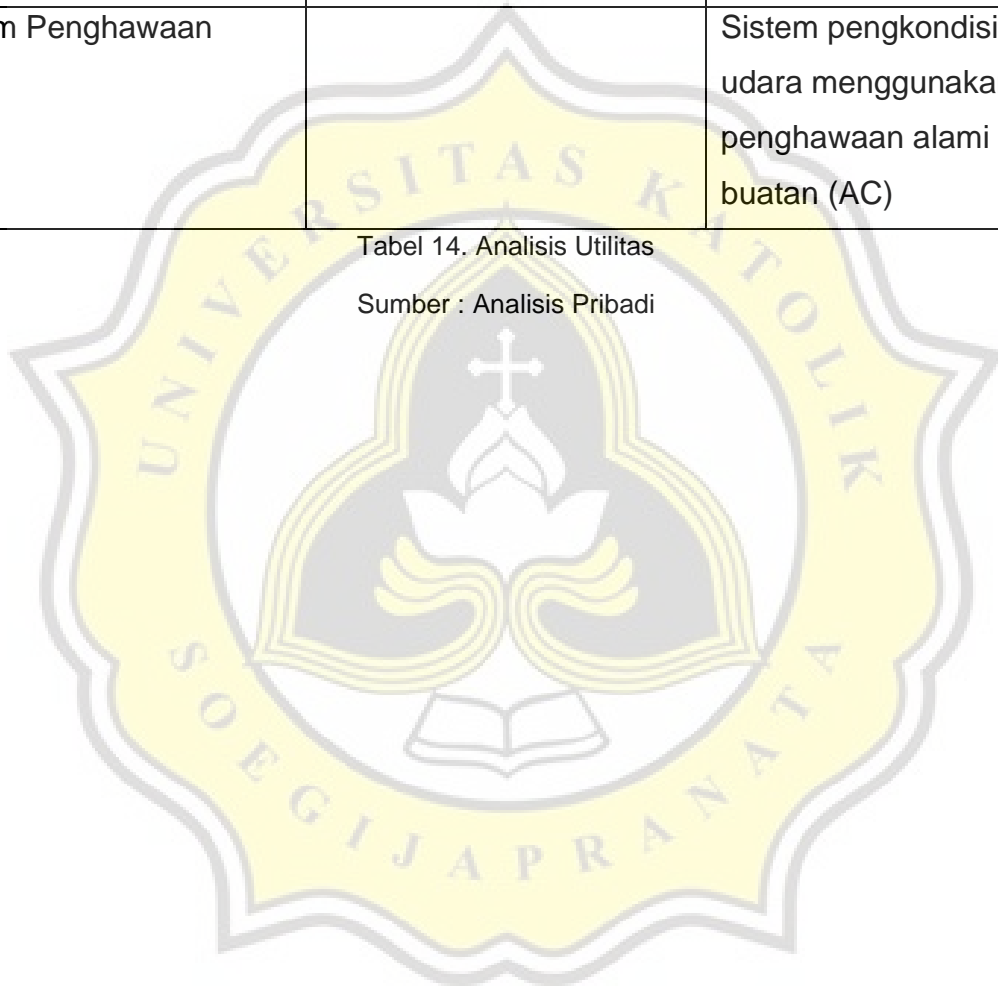 m Penghawaan
Sistem pengkondisi
udara menggunaka
penghawaan alami
buatan (AC)
Tabel 14. Analisis Utilitas
Sumber : Analisis Pribadi
UNIVERSITAS KATOLIK
SOEGIJAPRANATA